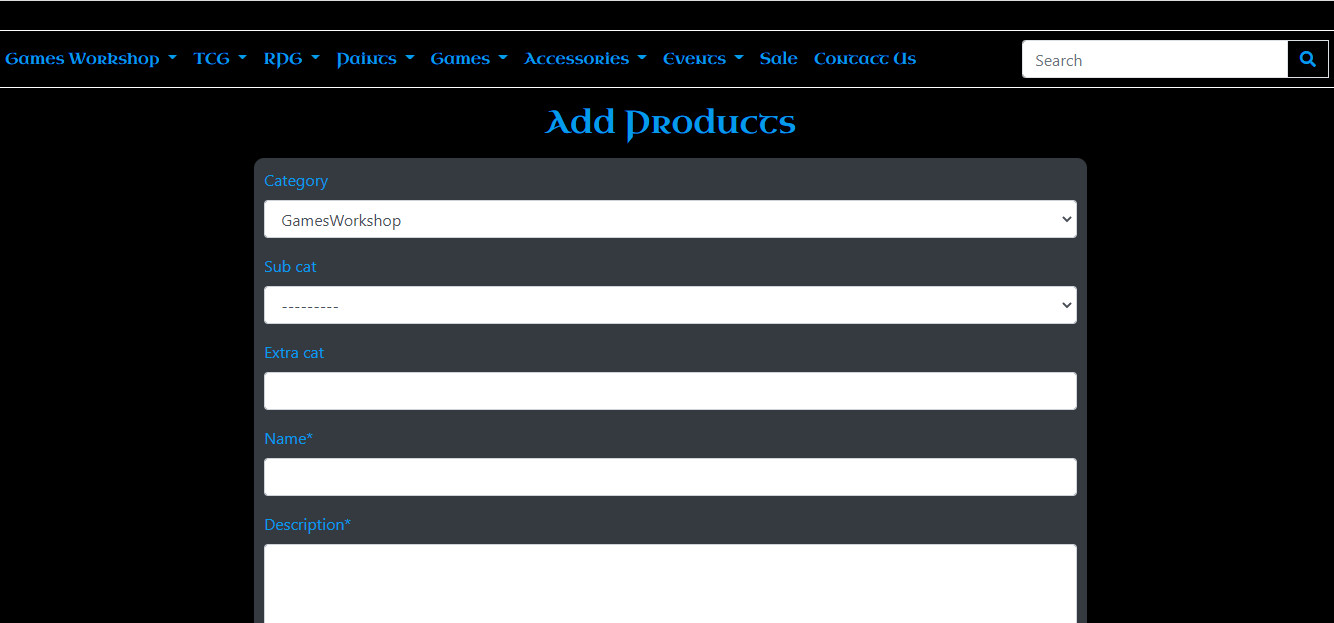 Games Workshop TCG RPG Paints Games Accessories Events Sale Contact Us Search
Add Products
Category
GamesWorkshop
Sub cat
---------
Extra cat
Name*
Description*